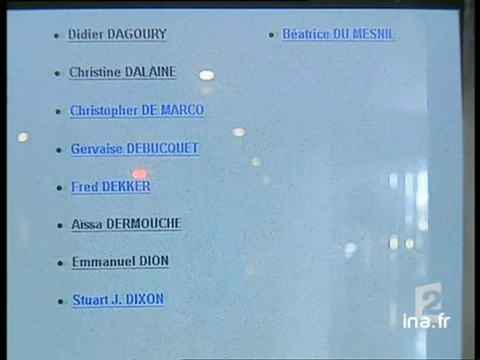 Didier DAGOURY
Béatrice DU MESNIL
Christine DALAINE
Christopher DE MARCO
Gervaise DEBUCQUET
Fred DEKKER
Aïssa DERMOUCHE
Emmanuel DION
Stuart J. DIXON
2
ina.fr